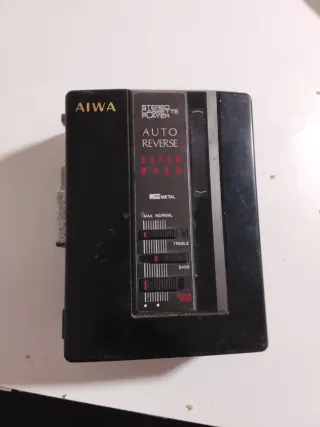 AIWA
STEREO
CASSETTE
PLAYER
AUTO
REVERSE
SUPER
BASS
METAL
MAX NORMAL
TREBLE
BASS